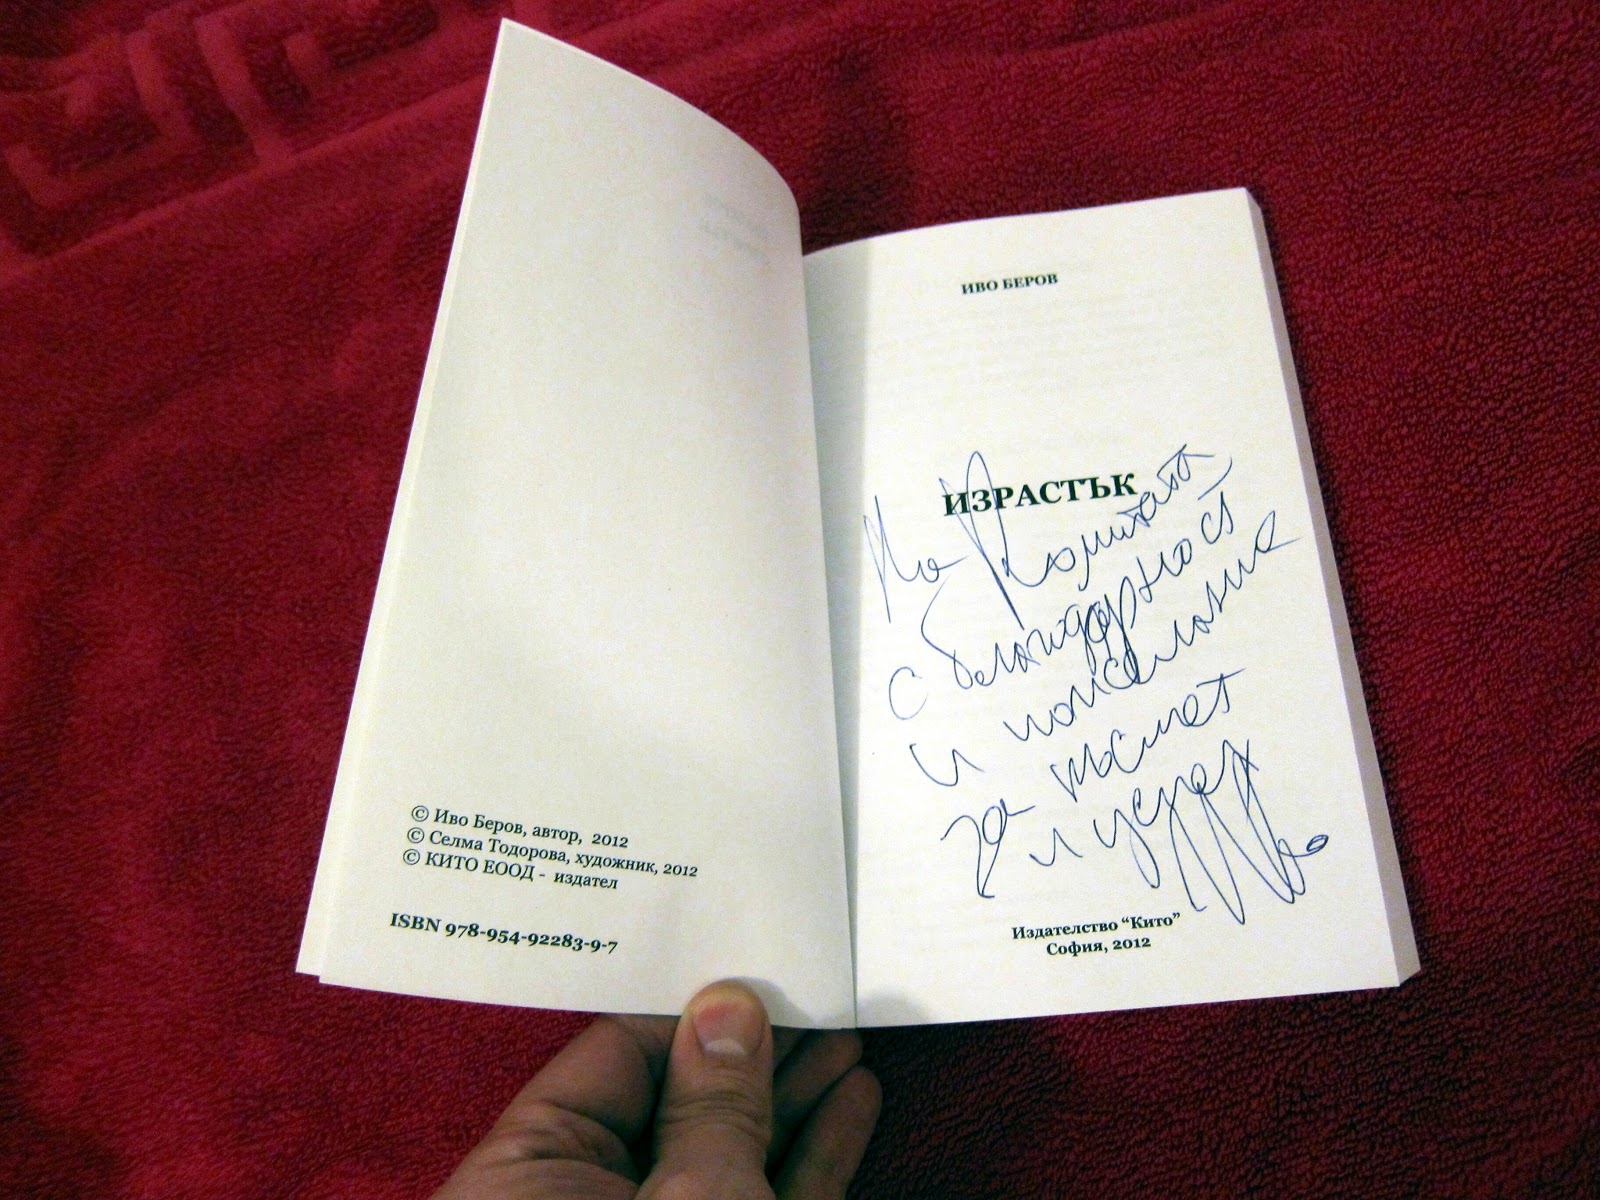 © Иво Беров, автор, 2012
© Селма Тодорова, художник, 2012
© КИТО ЕООД - издател
ISBN 978-954-92283-9-7
ИВО БЕРОВ
ИЗРАСТЪК
На Комитата
с благодарност
и пожелания
за късмет
и успех
Издателство “Кито”
София, 2012